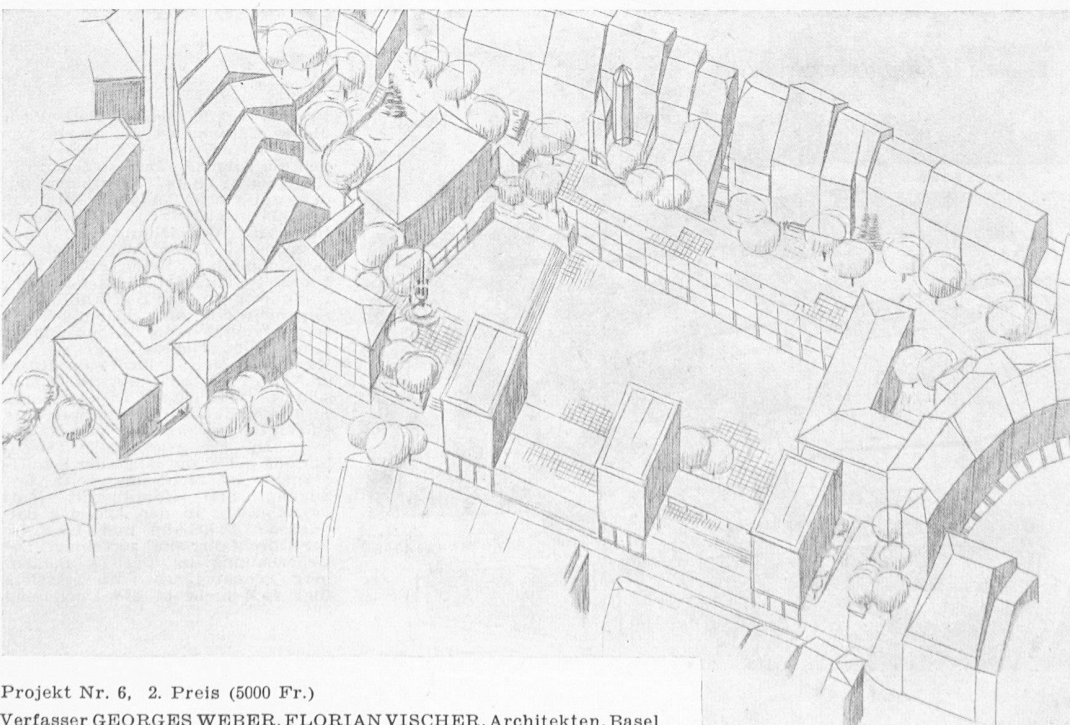 Projekt Nr. 6, 2. Preis (5000 Fr.)
Verfasser GEORGES WEBER, FLORIAN VISCHER, Architekten, Basel